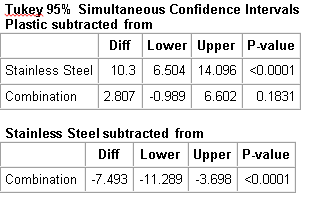 Tukey 95% Simultaneous Confidence Intervals
Plastic subtracted from
Diff Lower Upper P-value
Stainless Steel 10.3 6.504 14.096 <0.0001
Combination 2.807 -0.989 6.602 0.1831
Stainless Steel subtracted from
Diff Lower Upper P-value
Combination -7.493 -11.289 -3.698 <0.0001